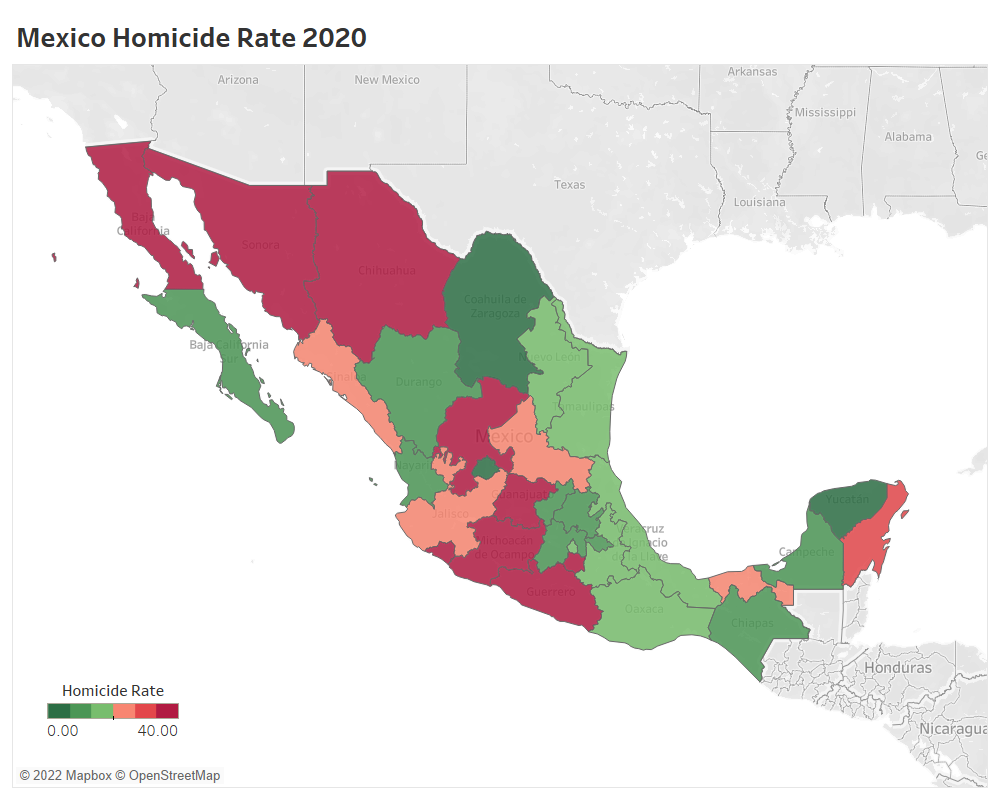 Mexico Homicide Rate 2020
Arizona
New Mexico
Arkansas
Mississippi
Alabama
Ge
Texas
Louisiana
Baja
California
Sonora
Chihuahua
Coahuila de
Zaragoza
Baja California
Sur
Nuevo León
Sinaloa
Durango
Tamaulipas
Mexico
Nayarit
Guanajuato
Jalisco
Yucatán
Veracruz
Ignacio
de la Llave
Michoacán
de Ocampo
Campeche
Guerrero
Oaxaca
Chiapas
Honduras
Nicaragua
Homicide Rate
0.00
40.00
© 2022 Mapbox © OpenStreetMap